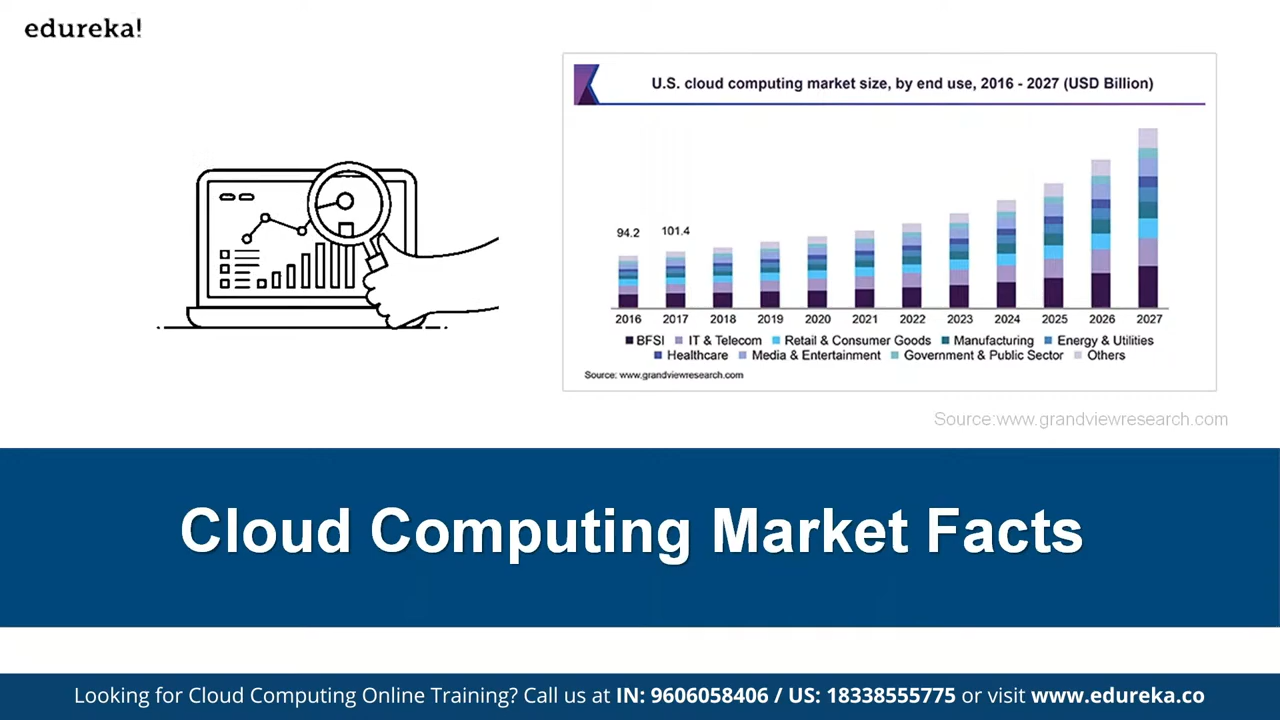 edureka!
U.S. cloud computing market size, by end use, 2016 - 2027 (USD Billion)
94.2 101.4
2016 2017 2018 2019 2020 2021 2022 2023 2024 2025 2026 2027
BFSI IT & Telecom Retail & Consumer Goods Manufacturing Energy & Utilities
Healthcare Media & Entertainment Government & Public Sector Others
Source: www.grandviewresearch.com
Source:www.grandviewresearch.com
Cloud Computing Market Facts
Looking for Cloud Computing Online Training? Call us at IN: 9606058406 / US: 18338555775 or visit www.edureka.co